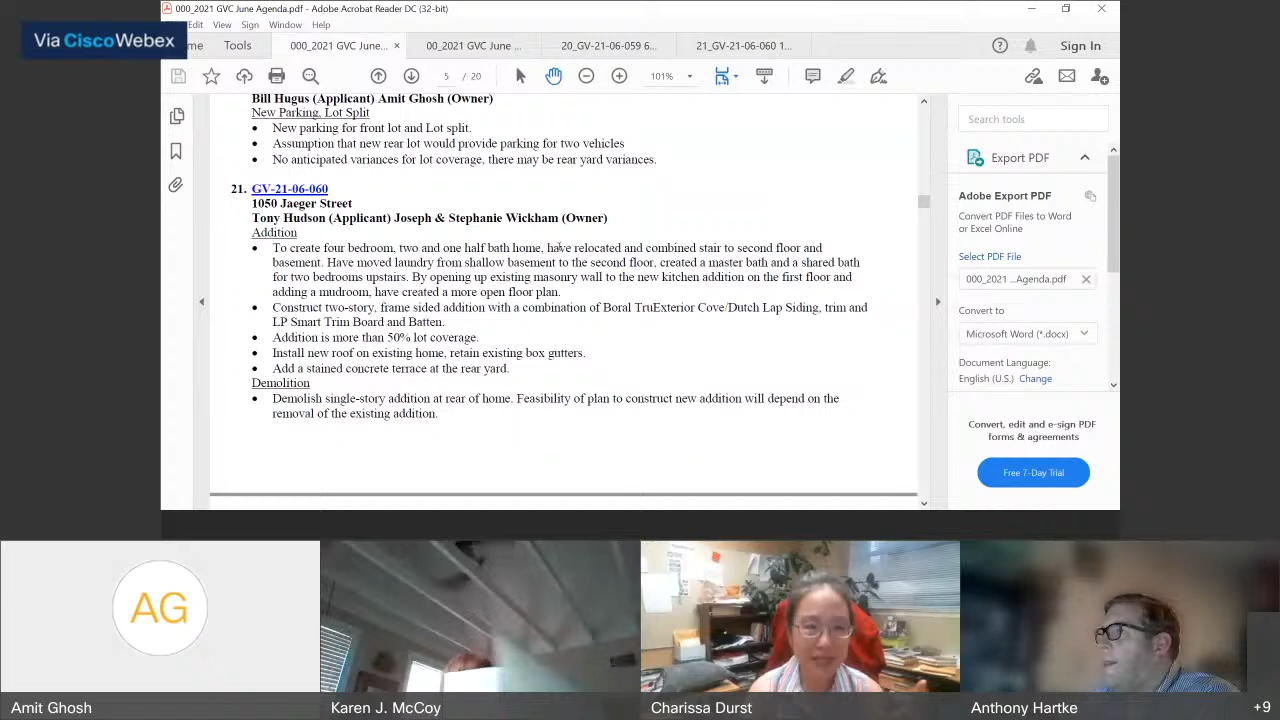 000_2021 GVC June Agenda.pdf - Adobe Acrobat Reader DC (32-bit)
Edit View Sign Window Help
Via CiscoWebex
me Tools 000_2021 GVC June... × 00_2021 GVC June ... 20_GV-21-06-059 6... 21_GV-21-06-060 1... Sign In
5 / 20 101%
Bill Hugus (Applicant) Amit Ghosh (Owner)
New Parking, Lot Split
• New parking for front lot and Lot split.
• Assumption that new rear lot would provide parking for two vehicles
• No anticipated variances for lot coverage, there may be rear yard variances.
21. GV-21-06-060
1050 Jaeger Street
Tony Hudson (Applicant) Joseph & Stephanie Wickham (Owner)
Addition
• To create four bedroom, two and one half bath home, have relocated and combined stair to second floor and
basement. Have moved laundry from shallow basement to the second floor, created a master bath and a shared bath
for two bedrooms upstairs. By opening up existing masoury wall to the new kitchen addition on the first floor and
adding a mudroom, have created a more open floor plan.
• Construct two-story, frame sided addition with a combination of Boral TruExterior Cove/Dutch Lap Siding, trim and
LP Smart Trim Board and Batten.
• Addition is more than 50% lot coverage.
• Install new roof on existing home, retain existing box gutters.
• Add a stained concrete terrace at the rear yard.
Demolition
• Demolish single-story addition at rear of home. Feasibility of plan to construct new addition will depend on the
removal of the existing addition.
Search tools
Export PDF
Adobe Export PDF
Convert PDF Files to Word
or Excel Online
Select PDF File
000_2021 ...Agenda.pdf ×
Convert to
Microsoft Word (*.docx)
Document Language:
English (U.S.) Change
Convert, edit and e-sign PDF
forms & agreements
Free 7-Day Trial
AG
Amit Ghosh
Karen J. McCoy
Charissa Durst
Anthony Hartke
+9